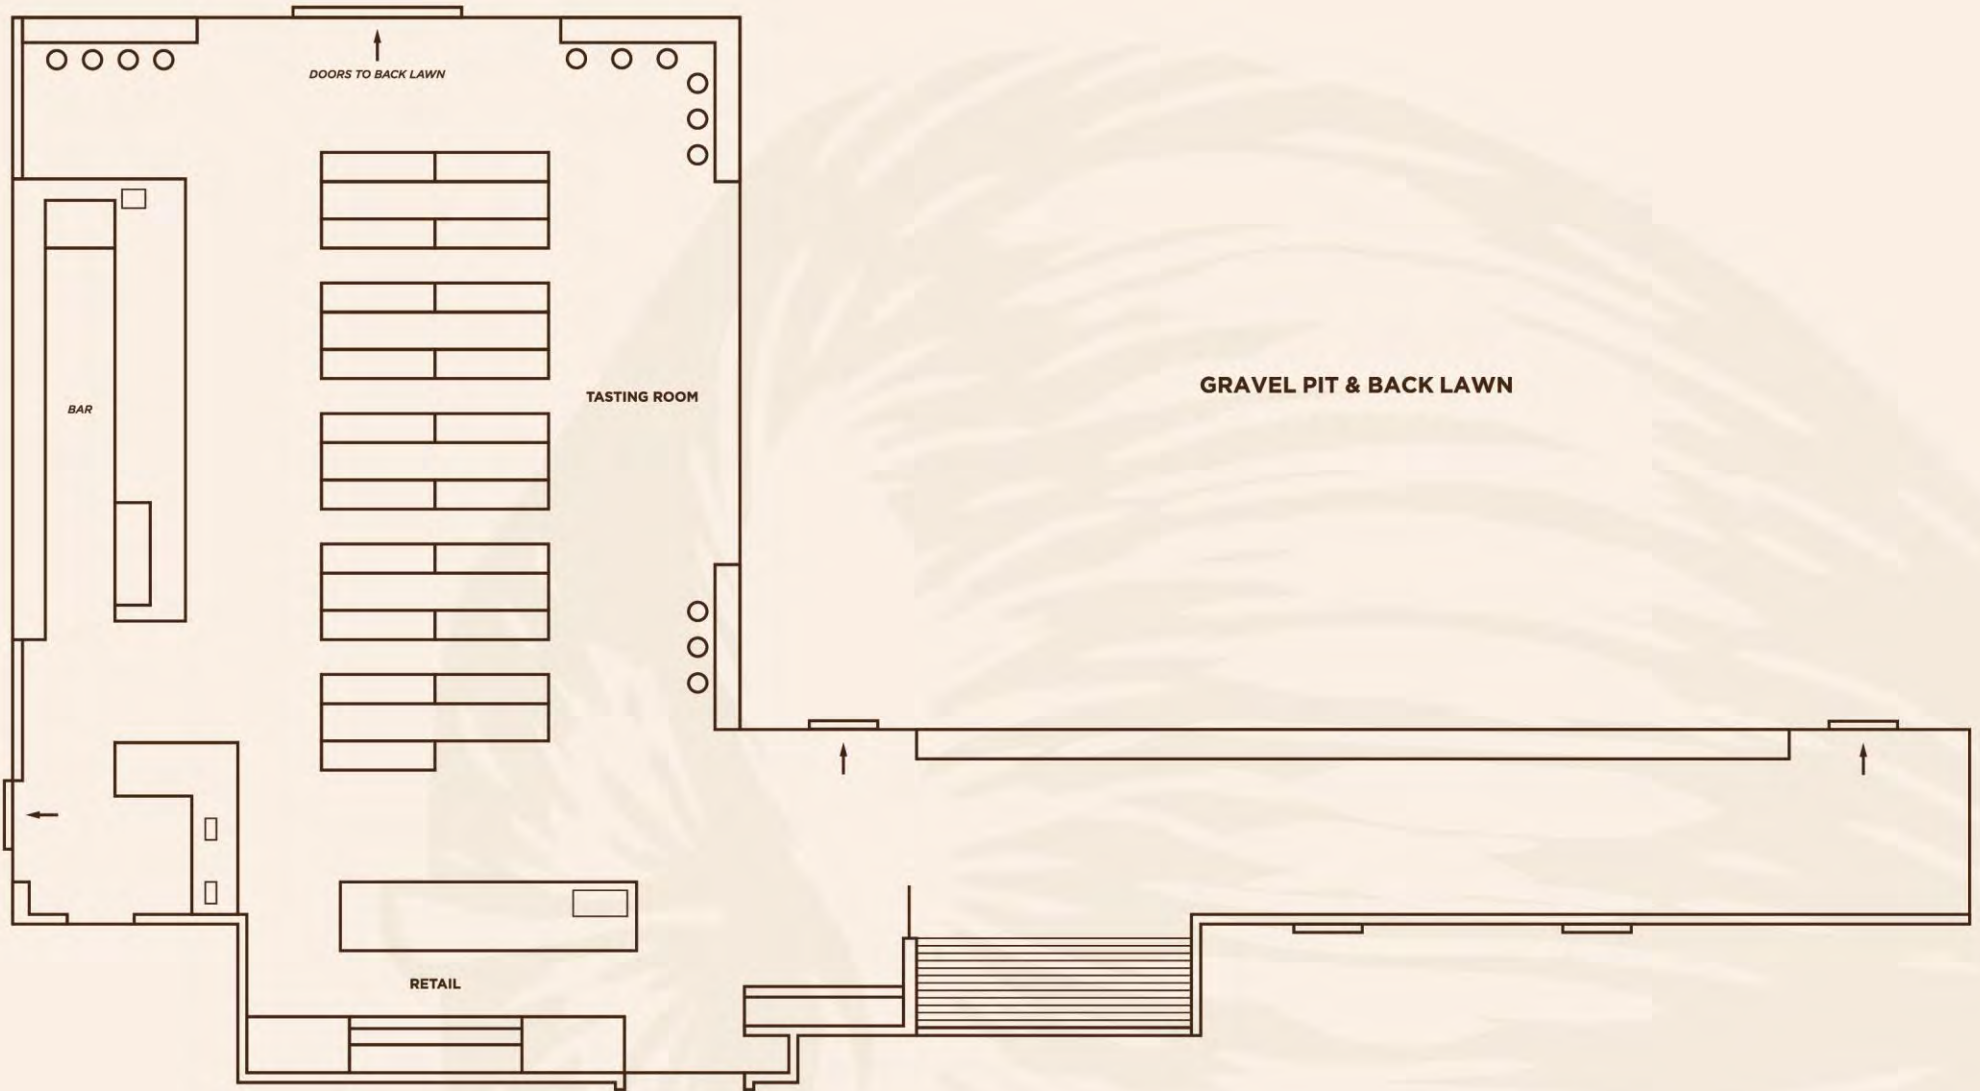 DOORS TO BACK LAWN
GRAVEL PIT & BACK LAWN
TASTING ROOM
BAR
RETAIL